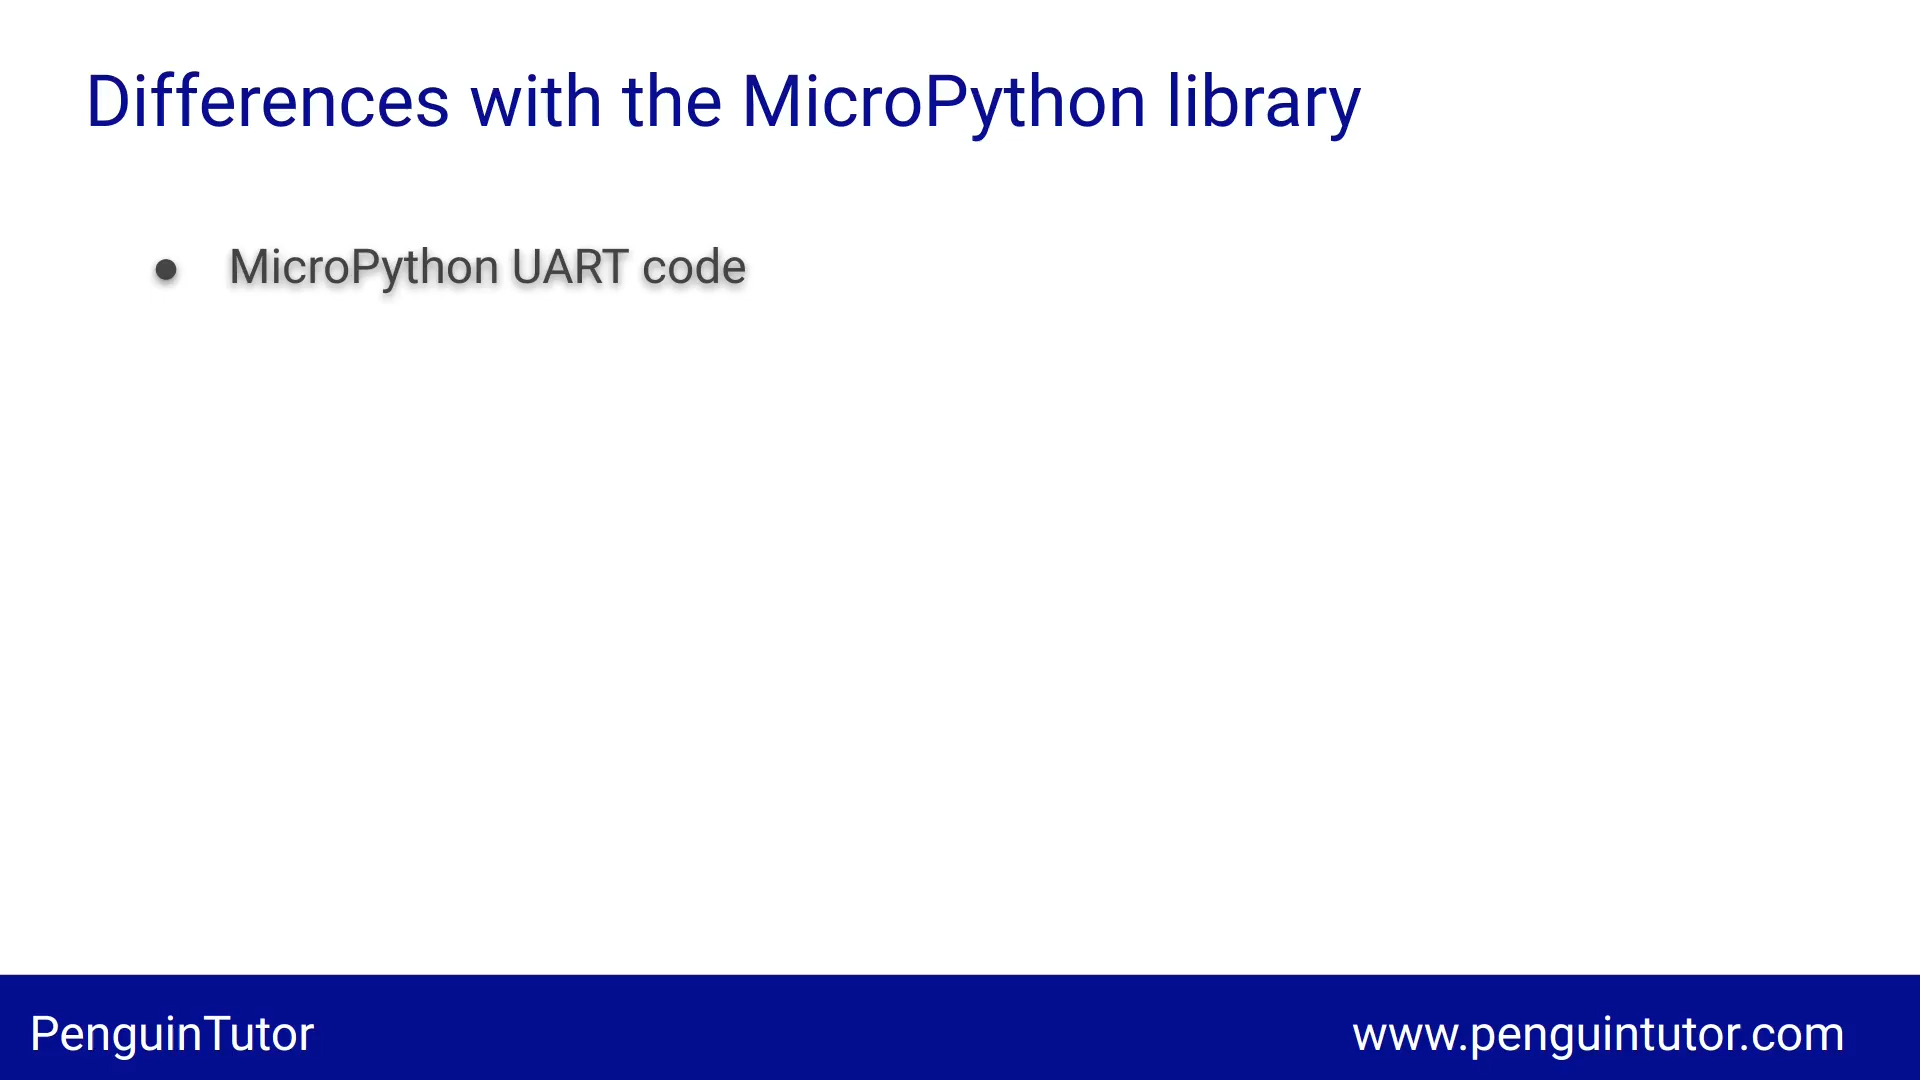 Differences with the MicroPython library
● MicroPython UART code
PenguinTutor
www.penguintutor.com